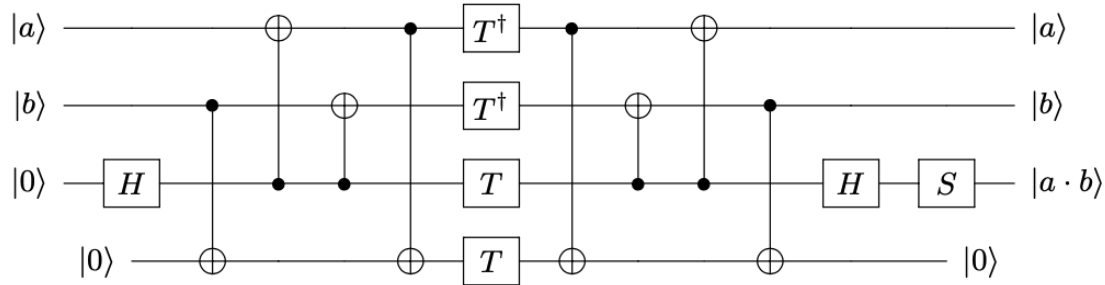 |a⟩ T† |a⟩
|b⟩ T† |b⟩
|0⟩ H T H S |a · b⟩
|0⟩ T |0⟩